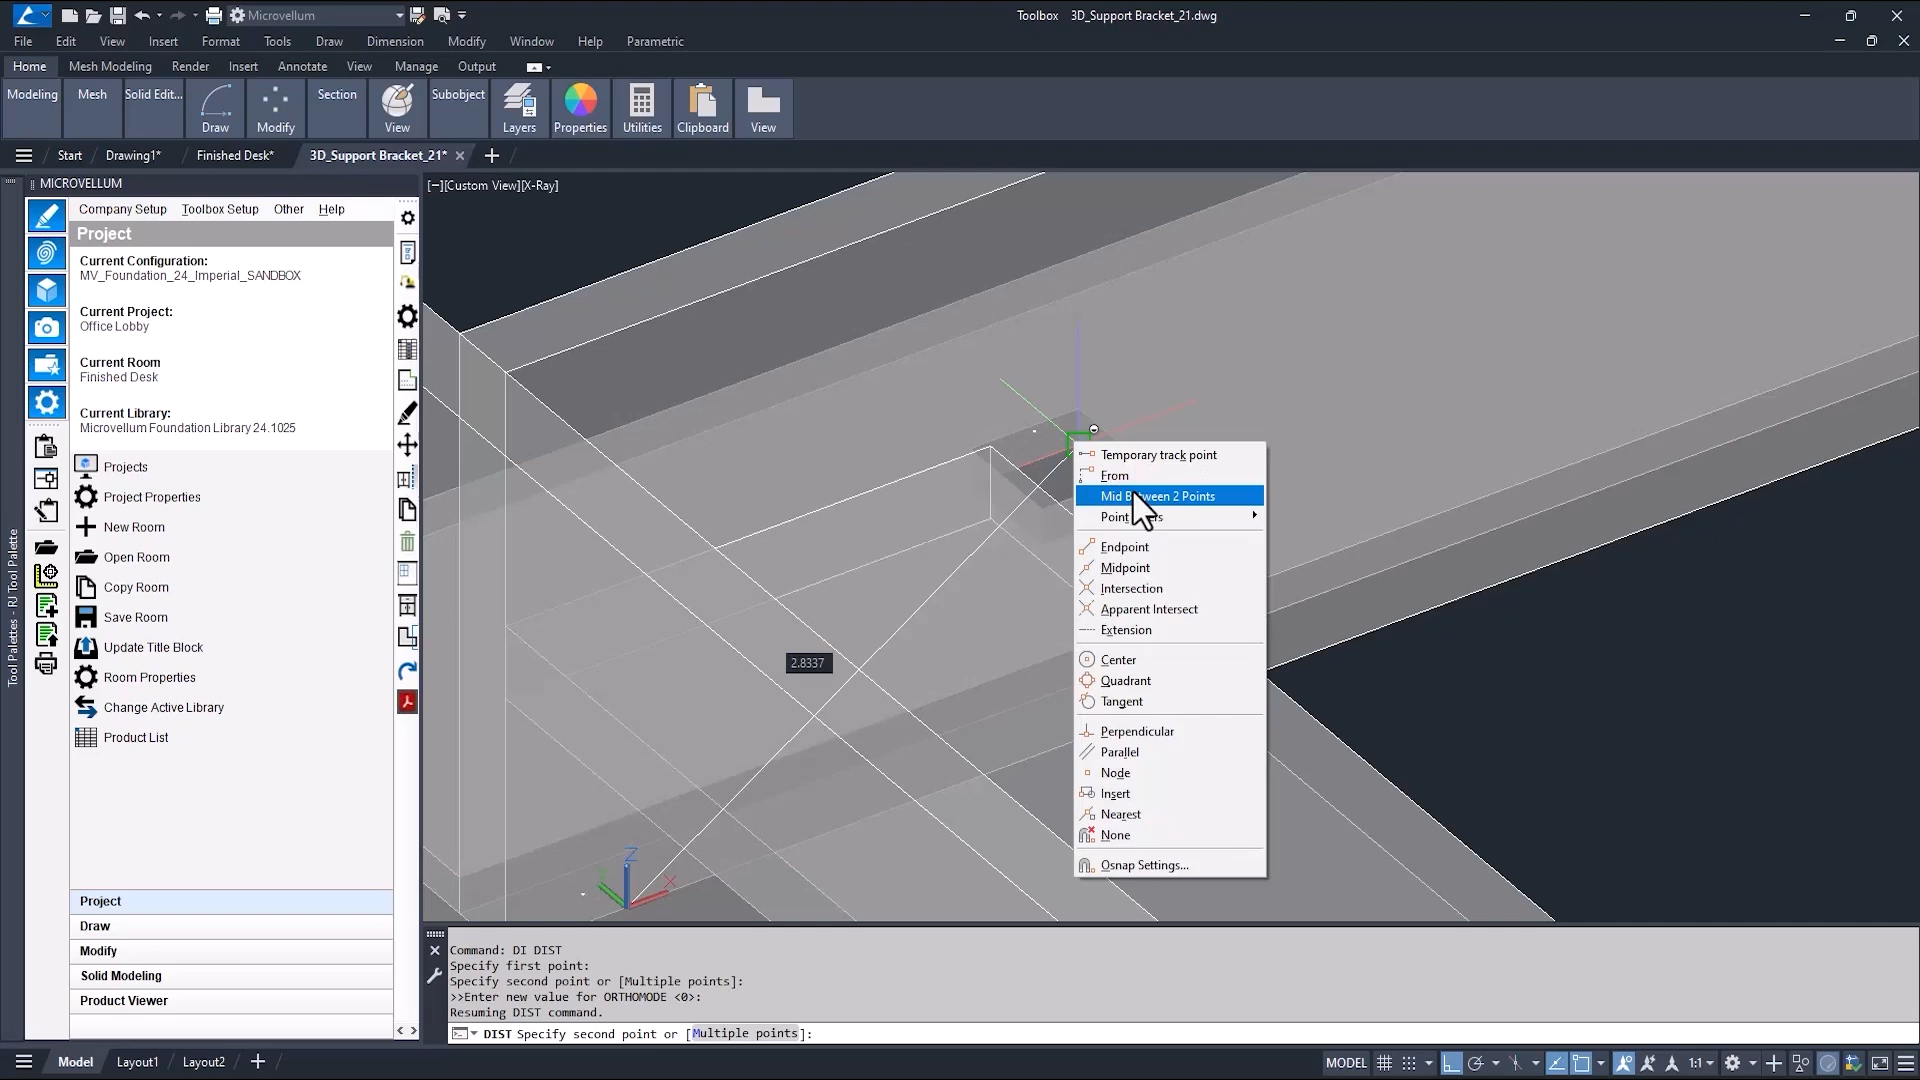 Microvellum
Toolbox 3D_Support Bracket_21.dwg
File Edit View Insert Format Tools Draw Dimension Modify Window Help Parametric
Home Mesh Modeling Render Insert Annotate View Manage Output
Modeling Mesh Solid Edit... Draw Modify Section View Subobject Layers Properties Utilities Clipboard View
Start Drawing1* Finished Desk* 3D_Support Bracket_21*
MICROVELLUM
[−][Custom View][X-Ray]
Company Setup Toolbox Setup Other Help
Project
Current Configuration:
MV_Foundation_24_Imperial_SANDBOX
Current Project:
Office Lobby
Current Room
Finished Desk
Current Library:
Microvellum Foundation Library 24.1025
Projects
Project Properties
New Room
Open Room
Copy Room
Save Room
Update Title Block
Room Properties
Change Active Library
Product List
Project
Draw
Modify
Solid Modeling
Product Viewer
Tool Palettes - RJ Tool Palette
Temporary track point
From
Mid Between 2 Points
Endpoint
Midpoint
Intersection
Apparent Intersect
Extension
Center
Quadrant
Tangent
Perpendicular
Parallel
Node
Insert
Nearest
None
Osnap Settings...
2.8337
Z
X
Command: DI DIST
Specify first point:
Specify second point or [Multiple points]:
>>Enter new value for ORTHOMODE <0>:
Resuming DIST command.
DIST Specify second point or [Multiple points]:
Model Layout1 Layout2
MODEL 1:1